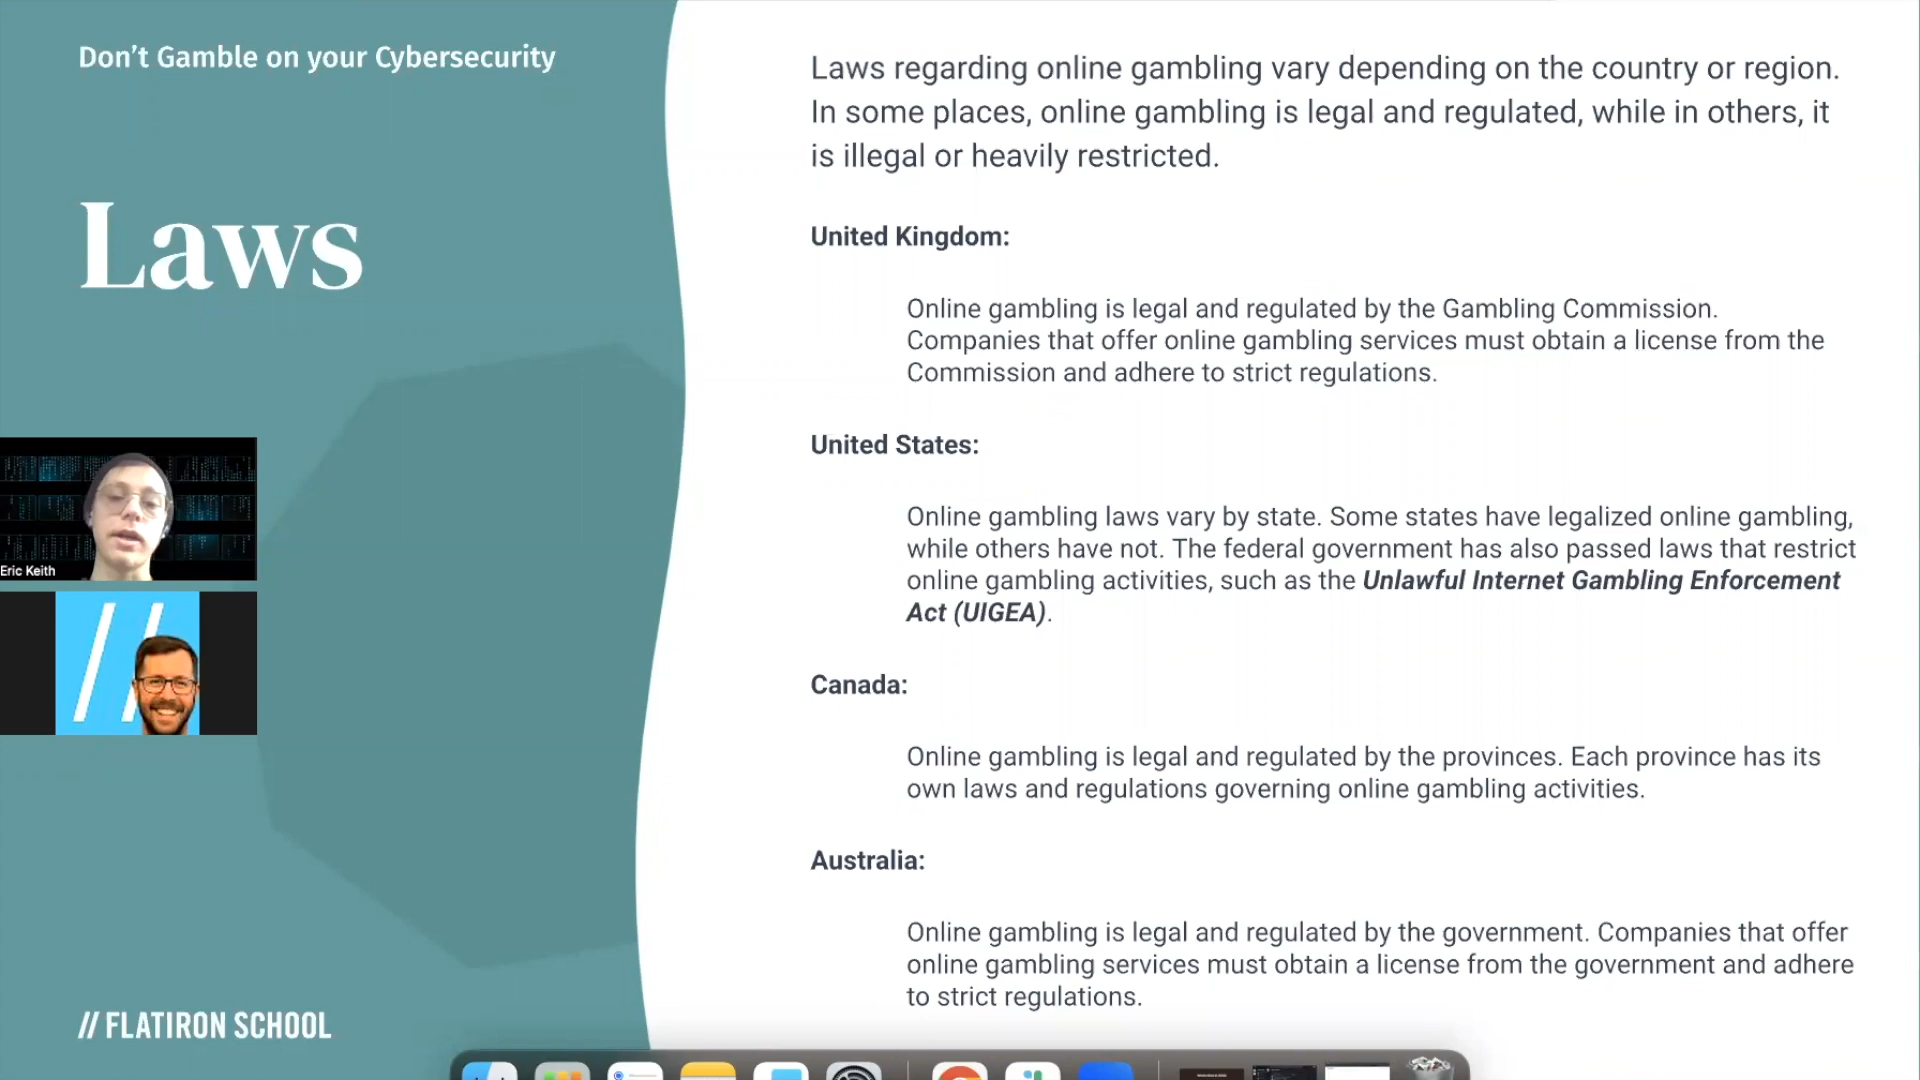 Don't Gamble on your Cybersecurity
Laws
Eric Keith
// FLATIRON SCHOOL
Laws regarding online gambling vary depending on the country or region.
In some places, online gambling is legal and regulated, while in others, it
is illegal or heavily restricted.
United Kingdom:
Online gambling is legal and regulated by the Gambling Commission.
Companies that offer online gambling services must obtain a license from the
Commission and adhere to strict regulations.
United States:
Online gambling laws vary by state. Some states have legalized online gambling,
while others have not. The federal government has also passed laws that restrict
online gambling activities, such as the Unlawful Internet Gambling Enforcement
Act (UIGEA).
Canada:
Online gambling is legal and regulated by the provinces. Each province has its
own laws and regulations governing online gambling activities.
Australia:
Online gambling is legal and regulated by the government. Companies that offer
online gambling services must obtain a license from the government and adhere
to strict regulations.